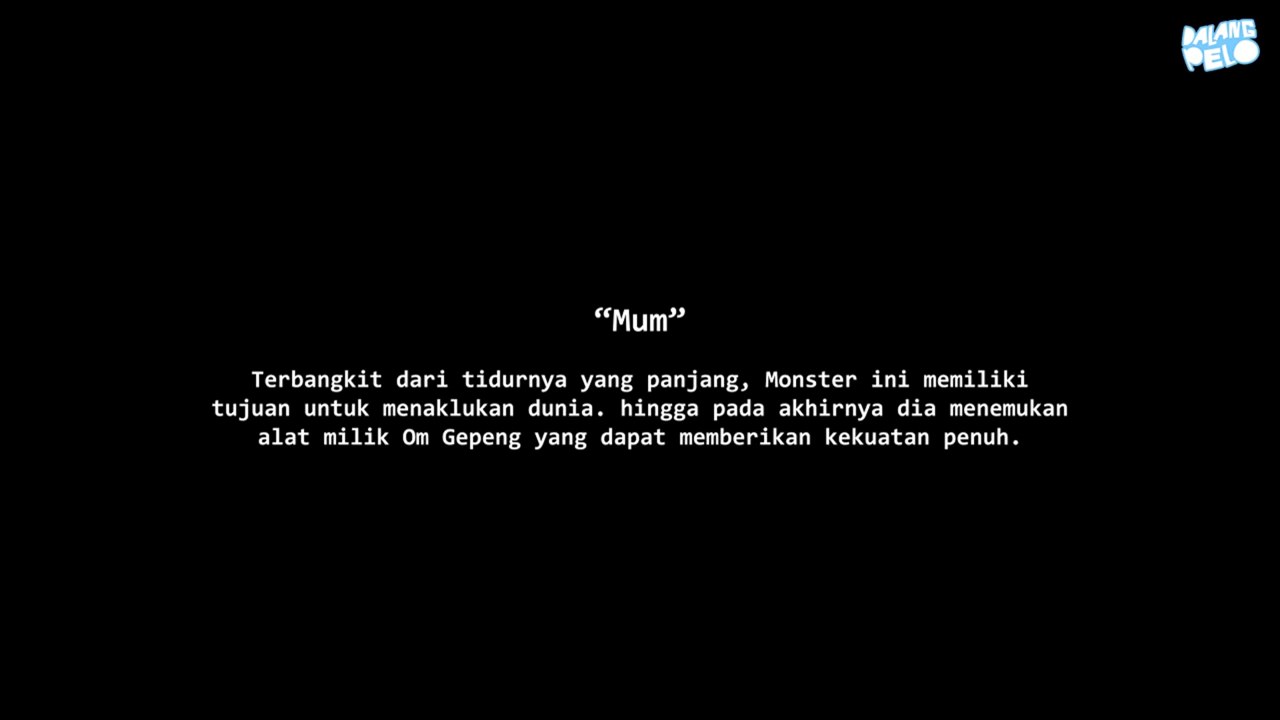 DALANG
PELO
“Mum”
Terbangkit dari tidurnya yang panjang, Monster ini memiliki
tujuan untuk menaklukan dunia. hingga pada akhirnya dia menemukan
alat milik Om Gepeng yang dapat memberikan kekuatan penuh.